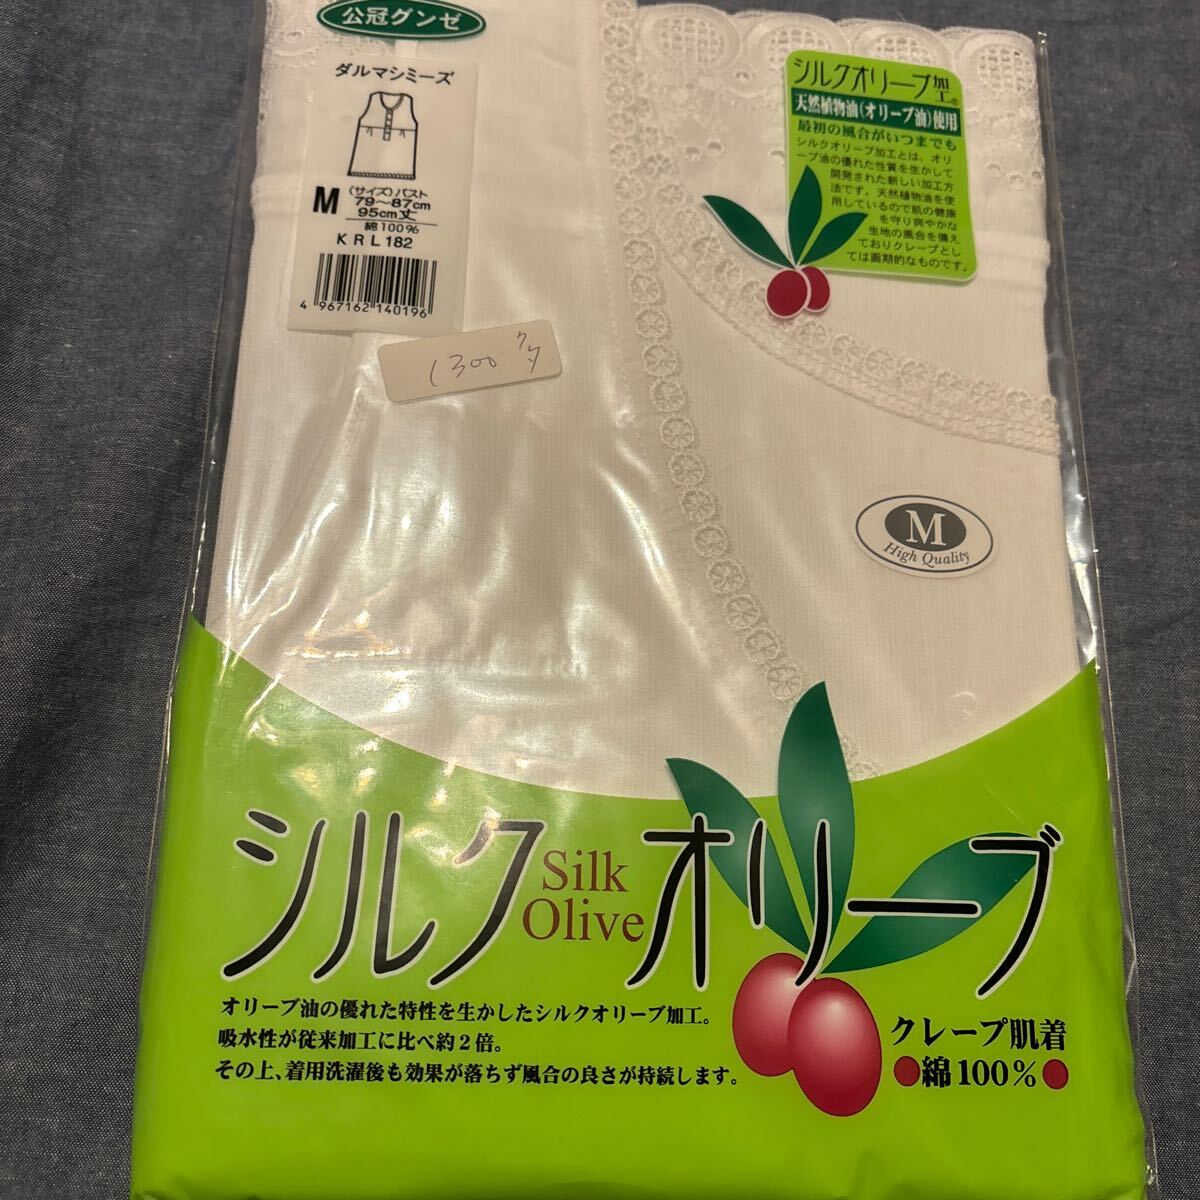 公冠グンゼ
ダルマシミーズ
M
(サイズ)バスト
79～87cm
95cm丈
綿100%
KRL182
4 967162 140196
1300
シルクオリーブ加工®
天然植物油(オリーブ油)使用
最初の風合がいつまでも
シルクオリーブ加工とは、オリ
ーブ油の優れた性質を生かして
開発された新しい加工方
法です。天然植物油を使
用しているので肌の健康
を守り爽やかな
生地の風合を備え
ておりクレープとし
ては画期的なものです。
M
High Quality
シルクオリーブ
Silk
Olive
オリーブ油の優れた特性を生かしたシルクオリーブ加工。
吸水性が従来加工に比べ約2倍。
その上、着用洗濯後も効果が落ちず風合の良さが持続します。
クレープ肌着
●綿100%●